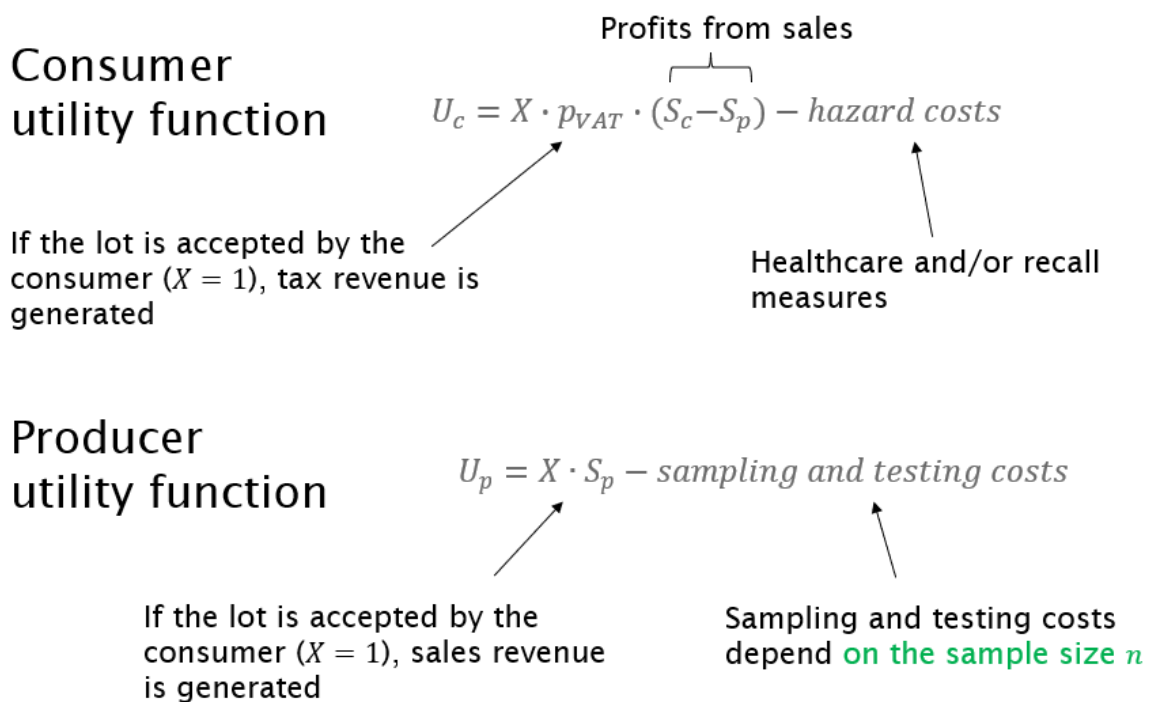 Profits from sales
Consumer
utility function
U_c = X · p_{VAT} · (S_c−S_p) − hazard costs
If the lot is accepted by the
consumer (X = 1), tax revenue is
generated
Healthcare and/or recall
measures
Producer
utility function
U_p = X · S_p − sampling and testing costs
If the lot is accepted by the
consumer (X = 1), sales revenue
is generated
Sampling and testing costs
depend on the sample size n